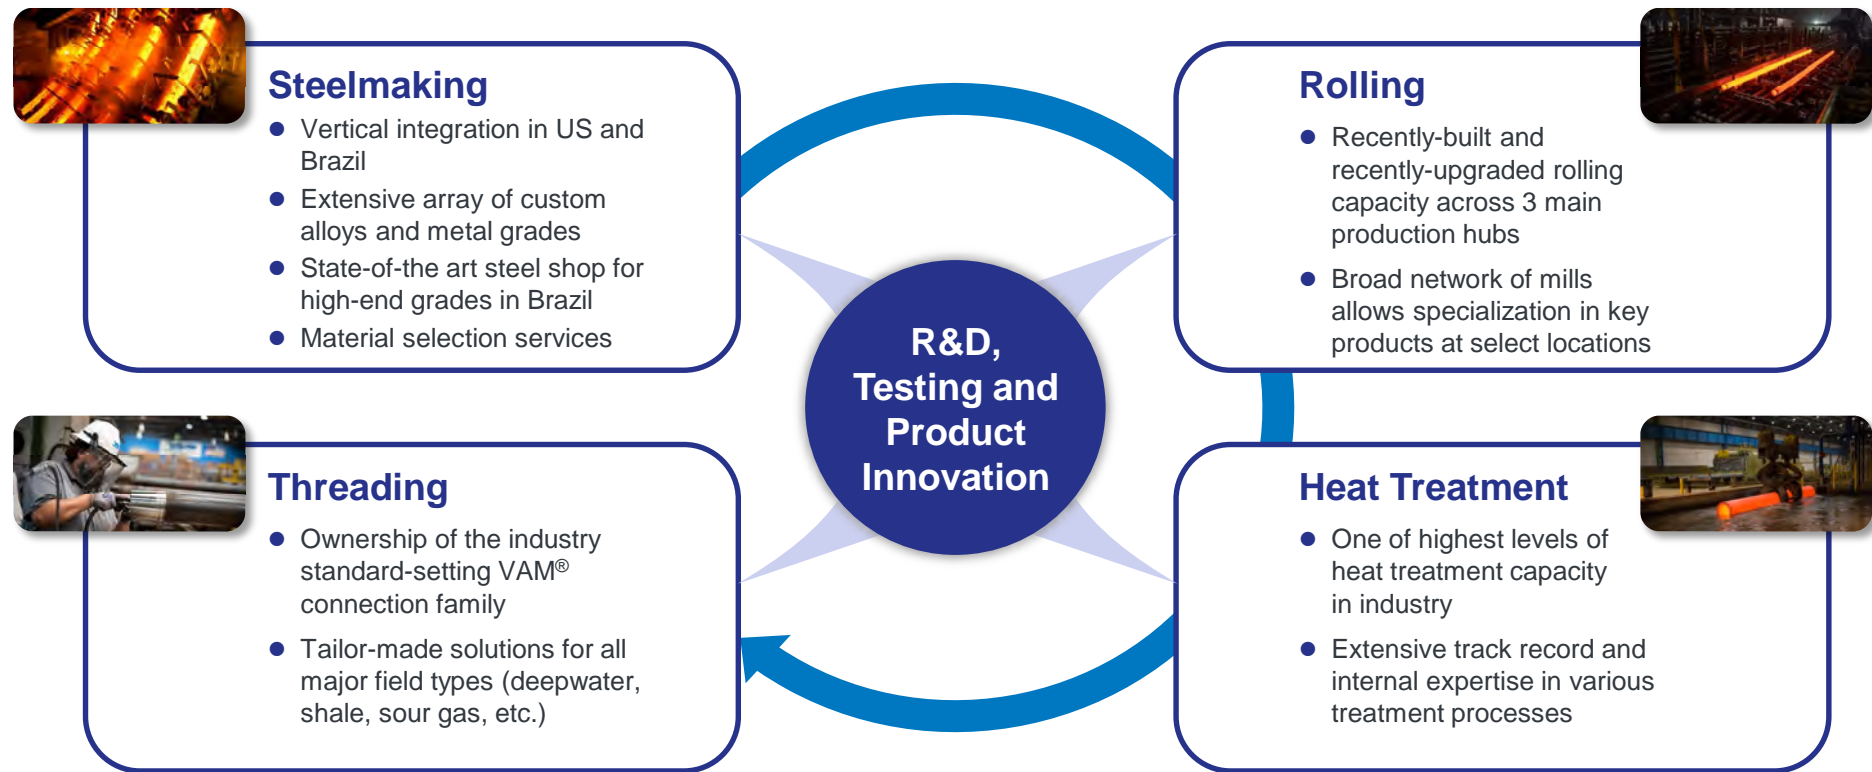 Steelmaking
● Vertical integration in US and
Brazil
● Extensive array of custom
alloys and metal grades
● State-of-the art steel shop for
high-end grades in Brazil
● Material selection services
Rolling
● Recently-built and
recently-upgraded rolling
capacity across 3 main
production hubs
● Broad network of mills
allows specialization in key
products at select locations
R&D,
Testing and
Product
Innovation
Threading
● Ownership of the industry
standard-setting VAM®
connection family
● Tailor-made solutions for all
major field types (deepwater,
shale, sour gas, etc.)
Heat Treatment
● One of highest levels of
heat treatment capacity
in industry
● Extensive track record and
internal expertise in various
treatment processes